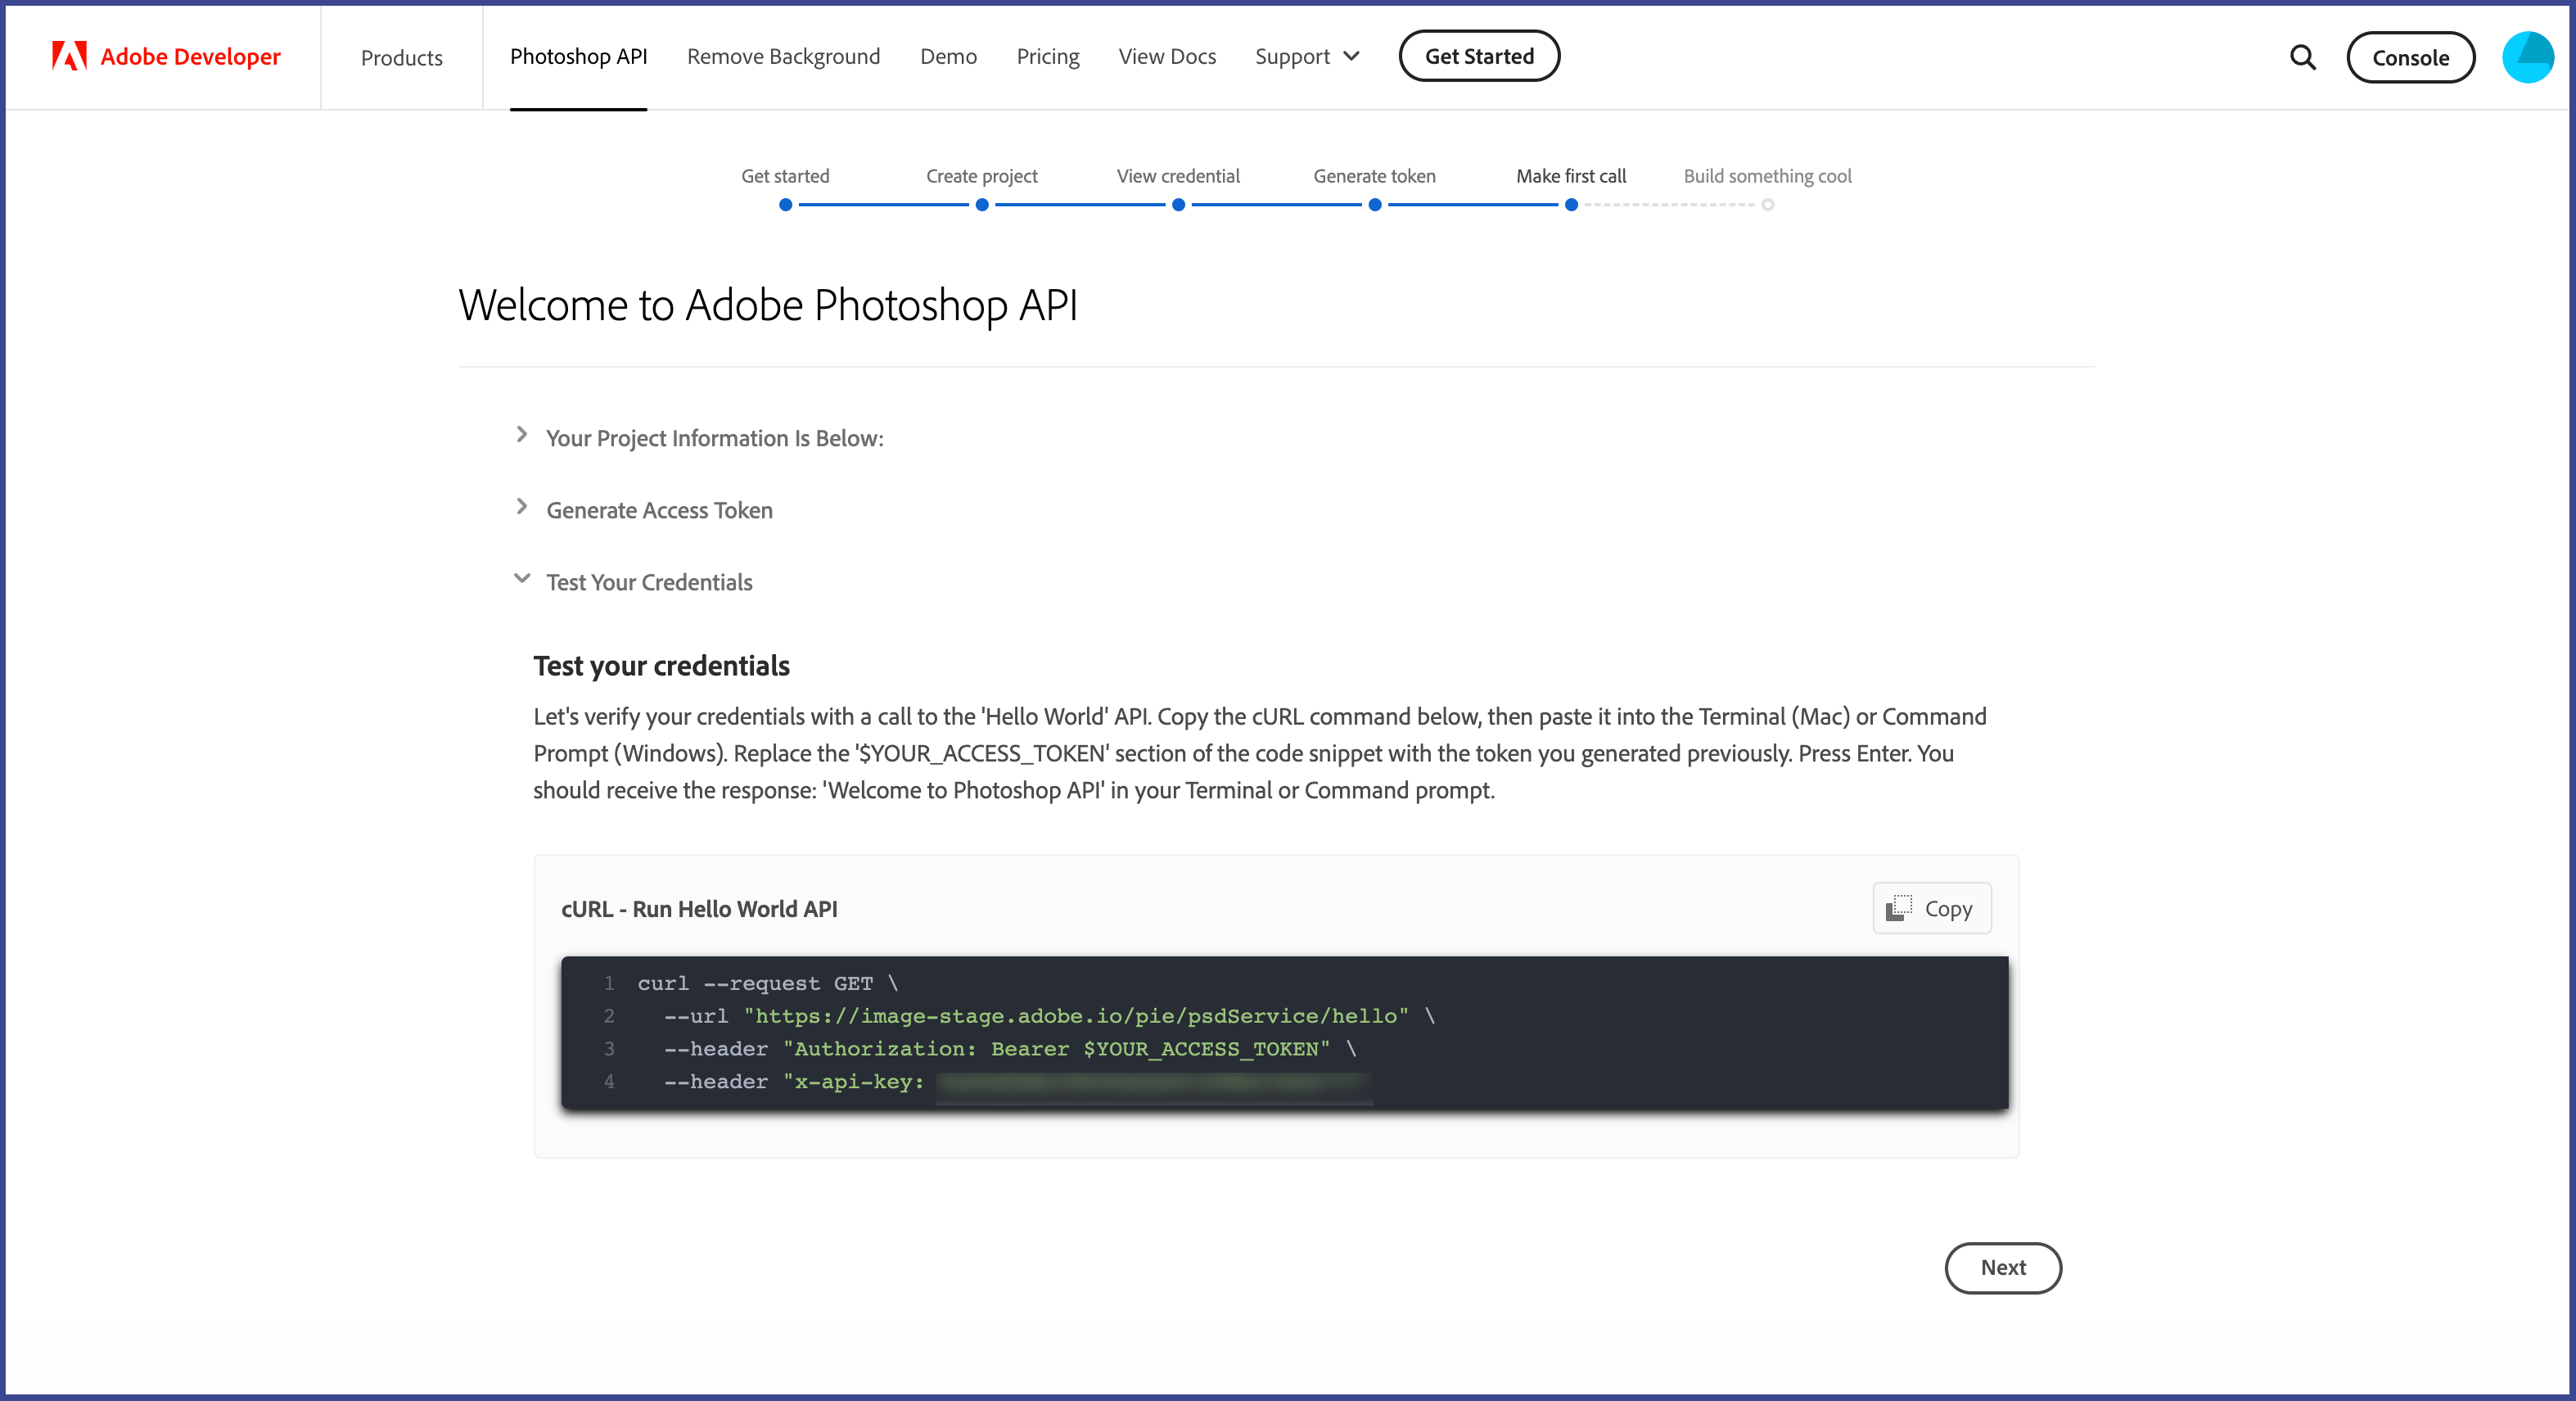 Adobe Developer
Products
Photoshop API
Remove Background
Demo
Pricing
View Docs
Support
Get Started
Console
Get started
Create project
View credential
Generate token
Make first call
Build something cool
Welcome to Adobe Photoshop API
Your Project Information Is Below:
Generate Access Token
Test Your Credentials
Test your credentials
Let's verify your credentials with a call to the 'Hello World' API. Copy the cURL command below, then paste it into the Terminal (Mac) or Command
Prompt (Windows). Replace the '$YOUR_ACCESS_TOKEN' section of the code snippet with the token you generated previously. Press Enter. You
should receive the response: 'Welcome to Photoshop API' in your Terminal or Command prompt.
cURL - Run Hello World API
Copy
1 curl --request GET \
2 --url "https://image-stage.adobe.io/pie/psdService/hello" \
3 --header "Authorization: Bearer $YOUR_ACCESS_TOKEN" \
4 --header "x-api-key:
Next